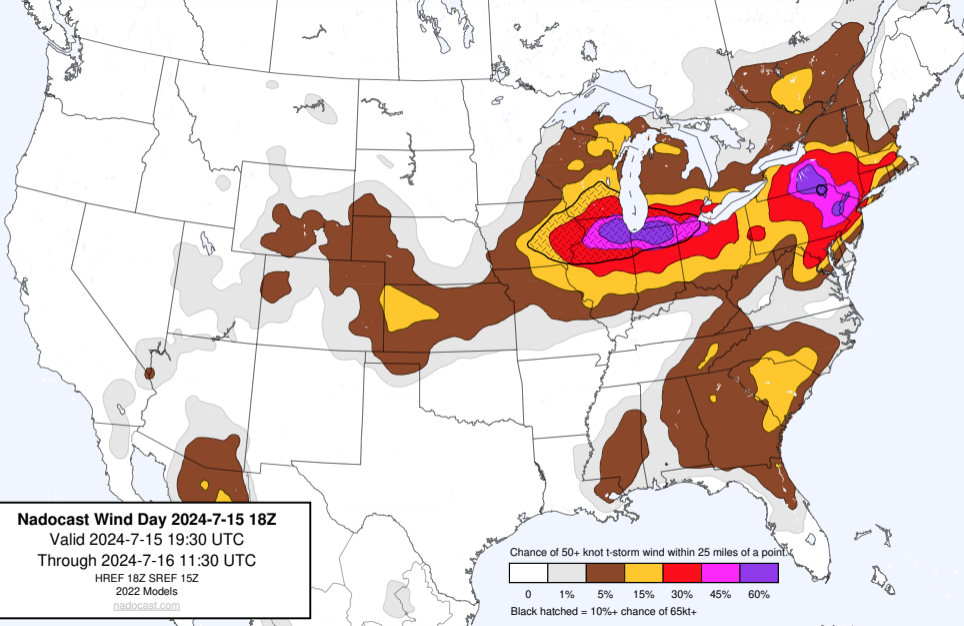 Nadocast Wind Day 2024-7-15 18Z
Valid 2024-7-15 19:30 UTC
Through 2024-7-16 11:30 UTC
HREF 18Z SREF 15Z
2022 Models
nadocast.com
Chance of 50+ knot t-storm wind within 25 miles of a point.
0 1% 5% 15% 30% 45% 60%
Black hatched = 10%+ chance of 65kt+